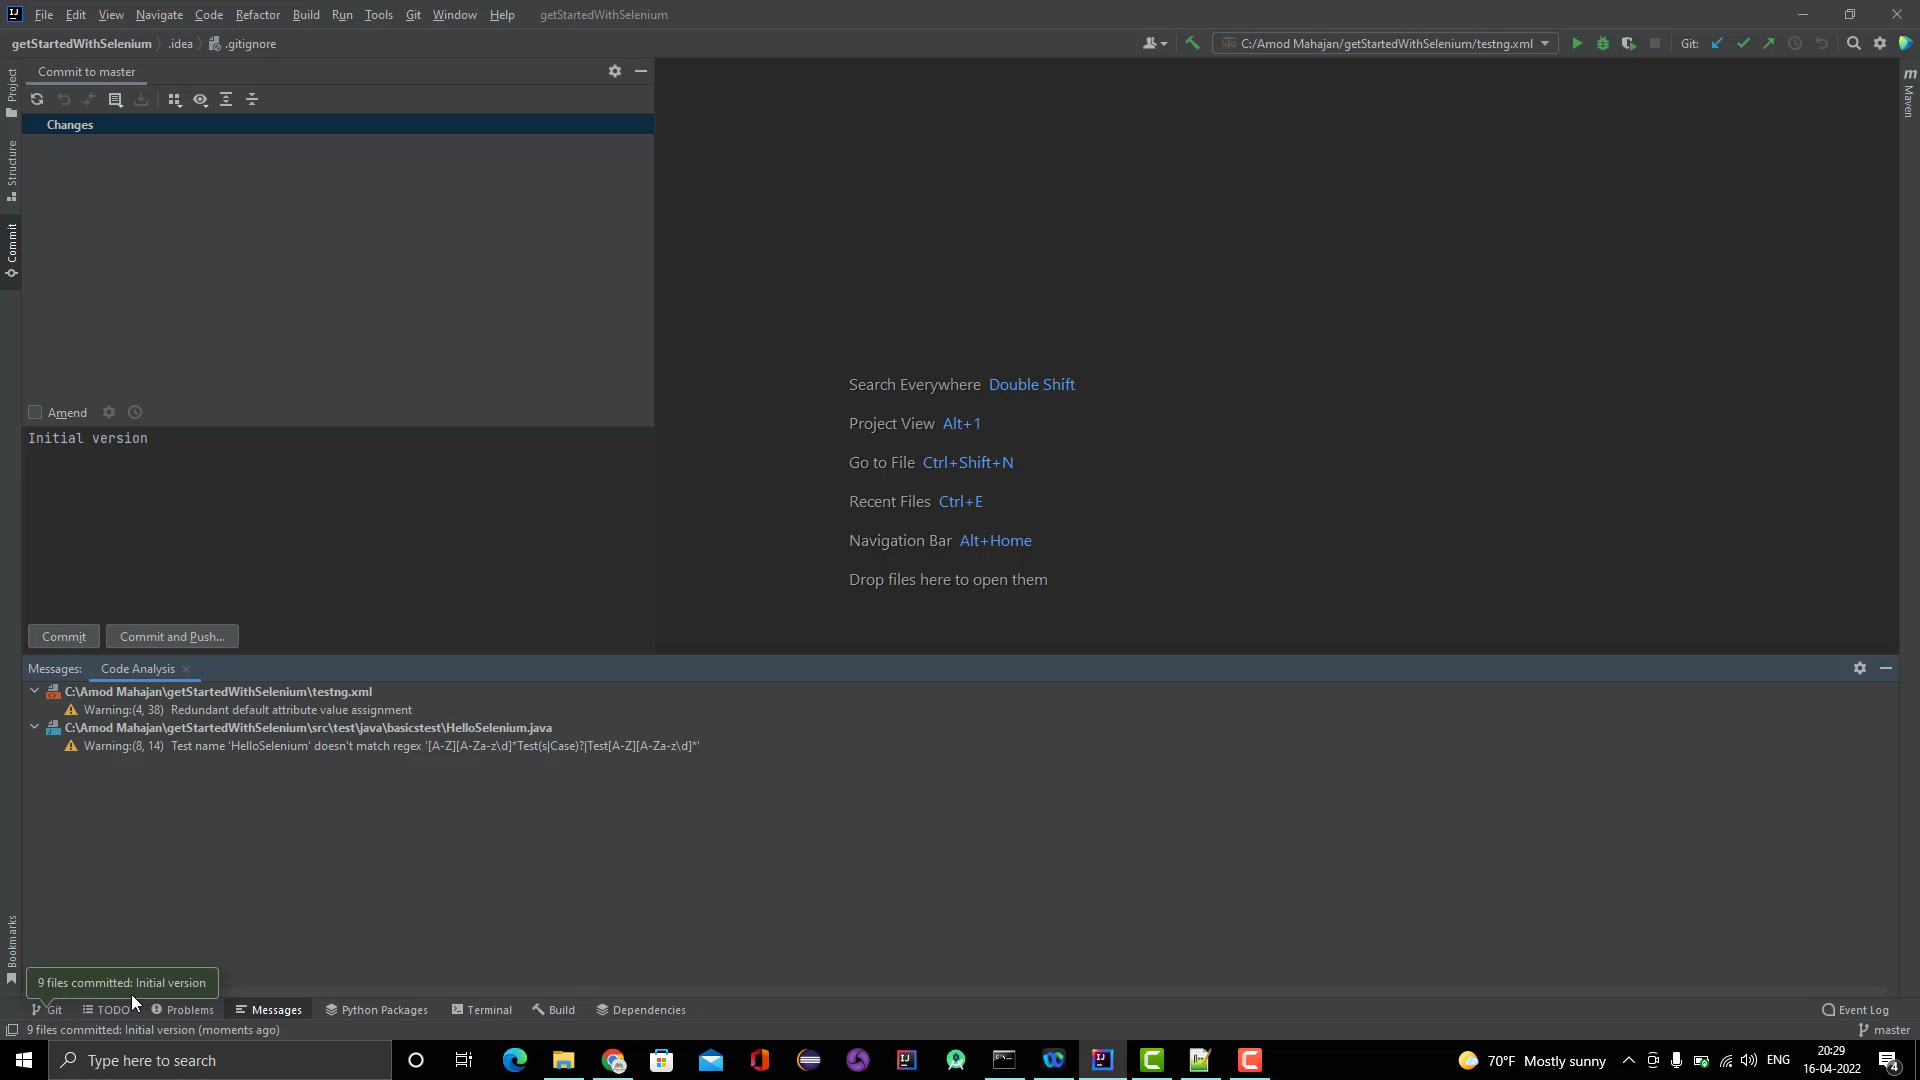 IJ File Edit View Navigate Code Refactor Build Run Tools Git Window Help getStartedWithSelenium
getStartedWithSelenium .idea .gitignore C:/Amod Mahajan/getStartedWithSelenium/testng.xml Git:
Commit to master
Project
Structure
Commit
Bookmarks
m Maven
Changes
Amend
Initial version
Commit Commit and Push...
Search Everywhere Double Shift
Project View Alt+1
Go to File Ctrl+Shift+N
Recent Files Ctrl+E
Navigation Bar Alt+Home
Drop files here to open them
Messages: Code Analysis
C:\Amod Mahajan\getStartedWithSelenium\testng.xml
Warning:(4, 38) Redundant default attribute value assignment
C:\Amod Mahajan\getStartedWithSelenium\src\test\java\basicstest\HelloSelenium.java
Warning:(8, 14) Test name 'HelloSelenium' doesn't match regex '[A-Z][A-Za-z\d]*Test(s|Case)?|Test[A-Z][A-Za-z\d]*'
9 files committed: Initial version
Git TODO Problems Messages Python Packages Terminal Build Dependencies Event Log
9 files committed: Initial version (moments ago) master
Type here to search 70°F Mostly sunny ENG 20:29
16-04-2022 4